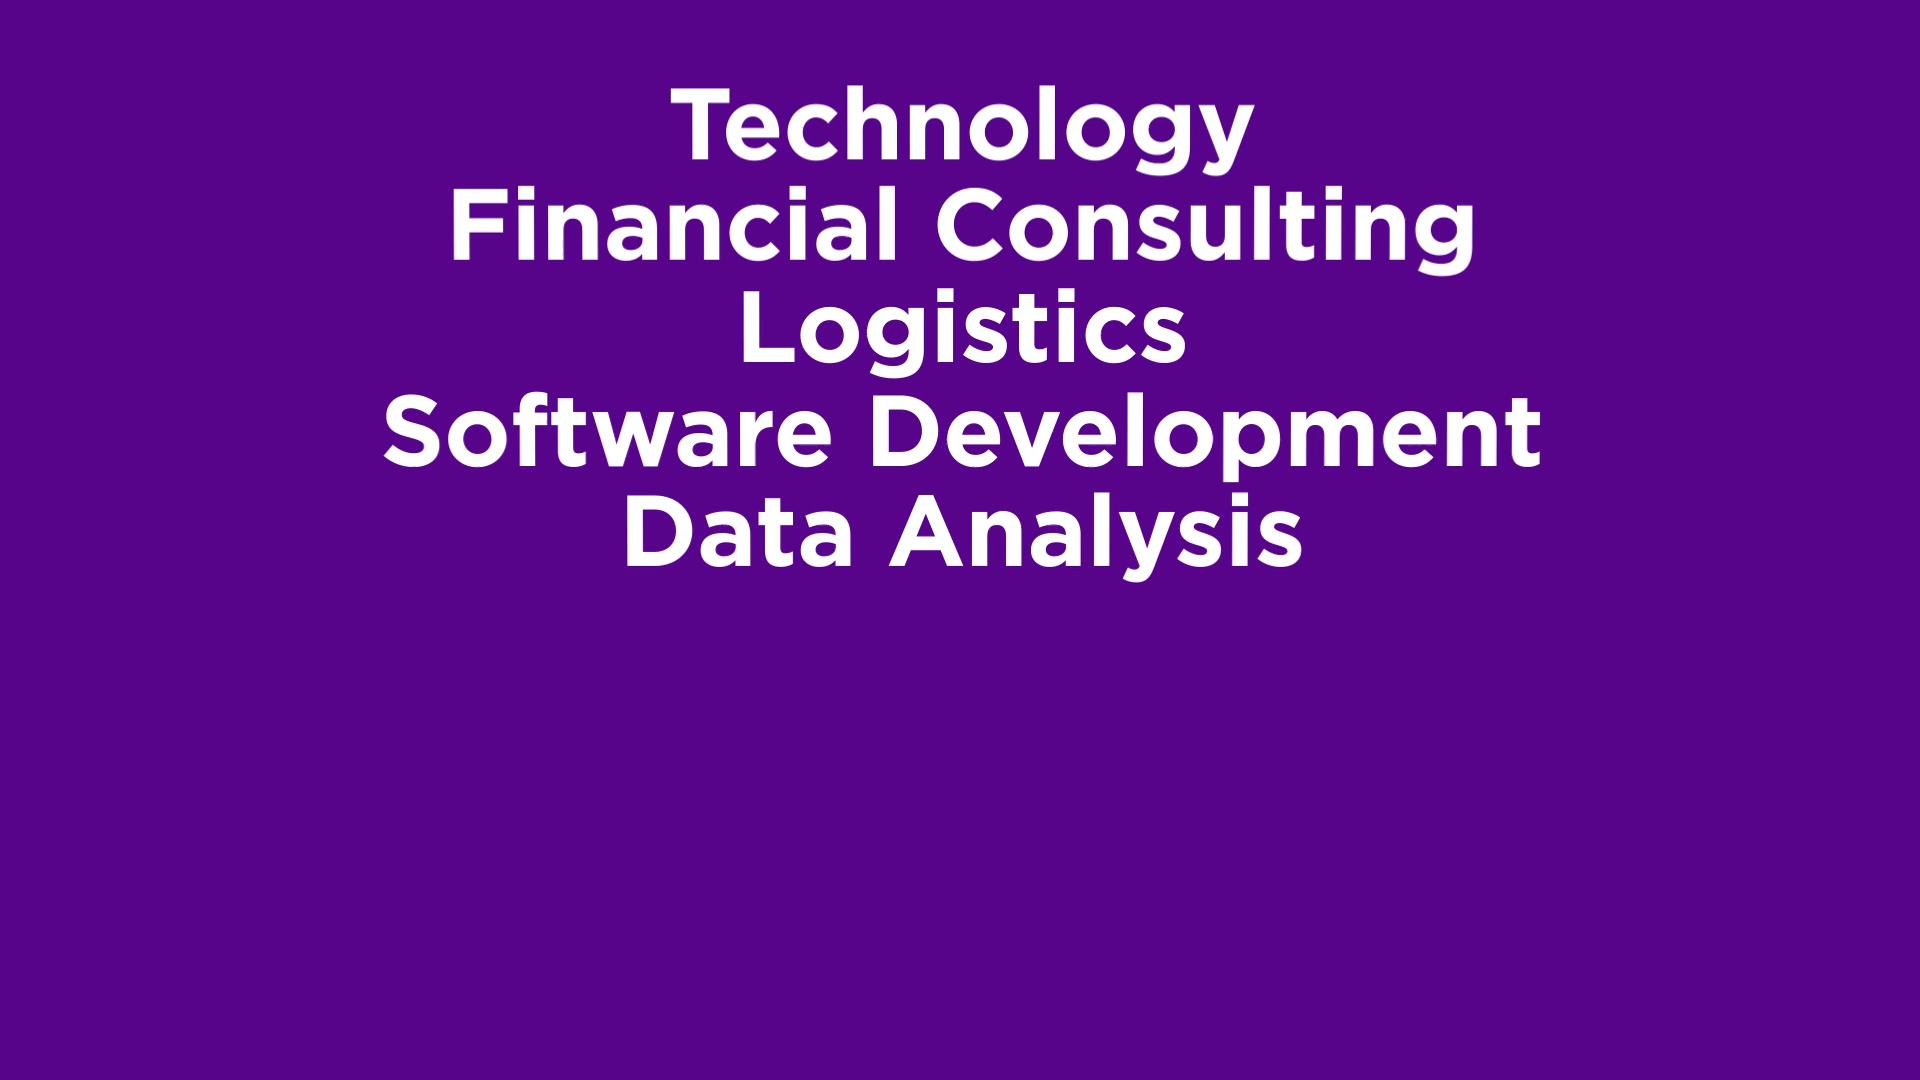 Technology
Financial Consulting
Logistics
Software Development
Data Analysis